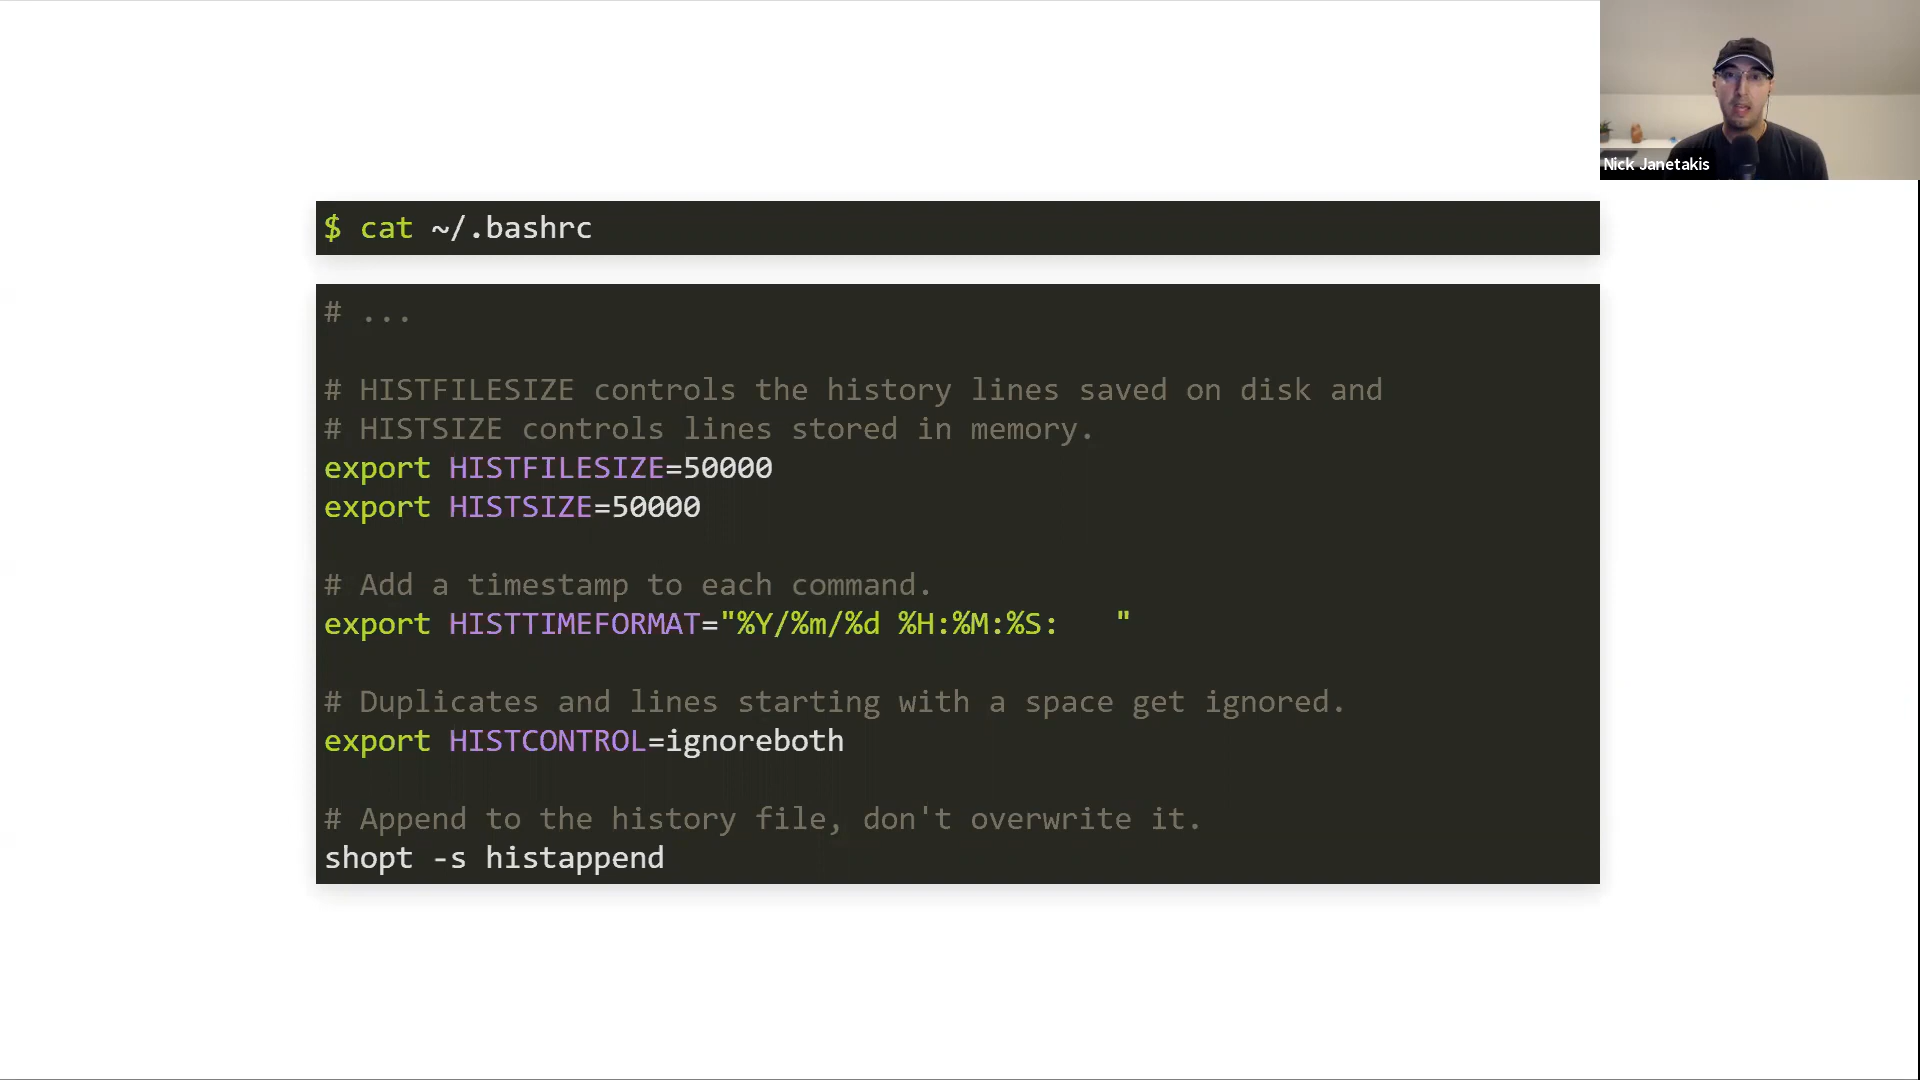 Nick Janetakis
$ cat ~/.bashrc
# ...
# HISTFILESIZE controls the history lines saved on disk and
# HISTSIZE controls lines stored in memory.
export HISTFILESIZE=50000
export HISTSIZE=50000
# Add a timestamp to each command.
export HISTTIMEFORMAT="%Y/%m/%d %H:%M:%S:   "
# Duplicates and lines starting with a space get ignored.
export HISTCONTROL=ignoreboth
# Append to the history file, don't overwrite it.
shopt -s histappend